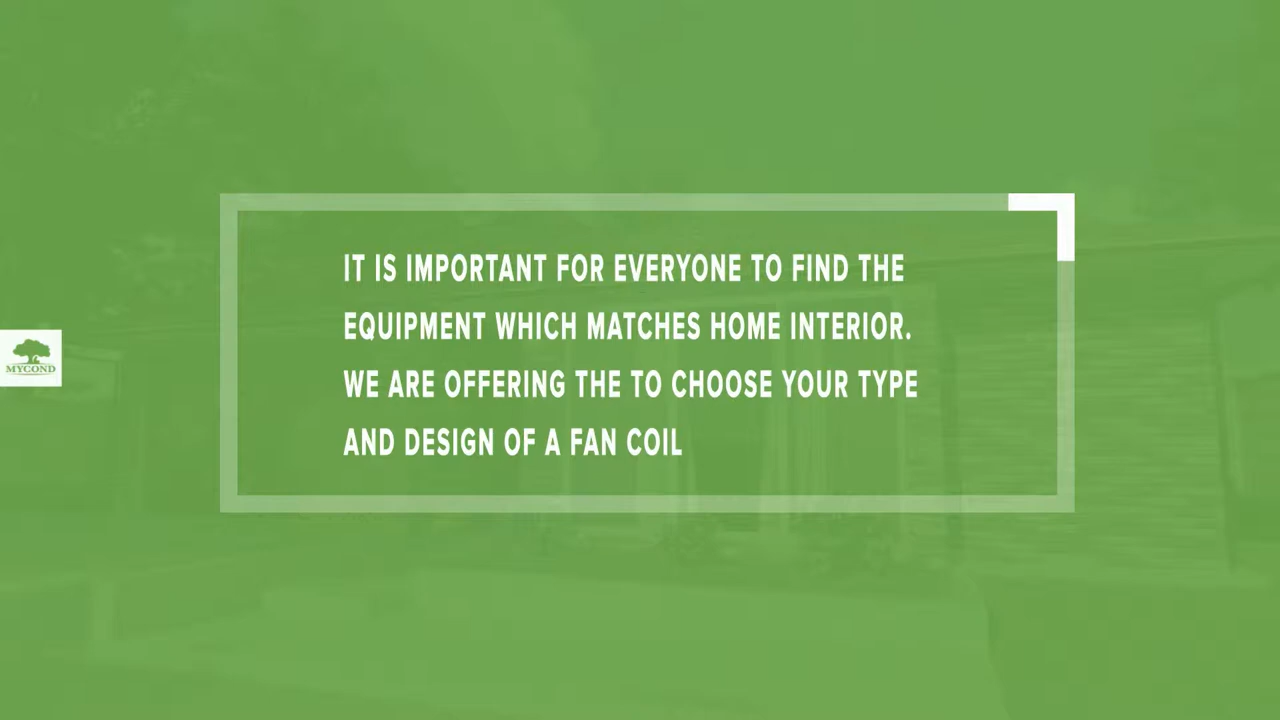 IT IS IMPORTANT FOR EVERYONE TO FIND THE
EQUIPMENT WHICH MATCHES HOME INTERIOR.
WE ARE OFFERING THE TO CHOOSE YOUR TYPE
AND DESIGN OF A FAN COIL
MYCOND